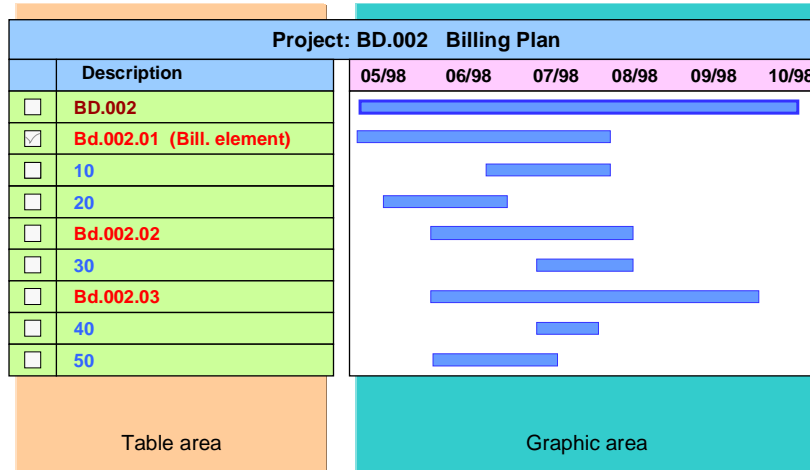 Project: BD.002 Billing Plan
Description 05/98 06/98 07/98 08/98 09/98 10/98
BD.002
Bd.002.01 (Bill. element)
10
20
Bd.002.02
30
Bd.002.03
40
50
Table area Graphic area